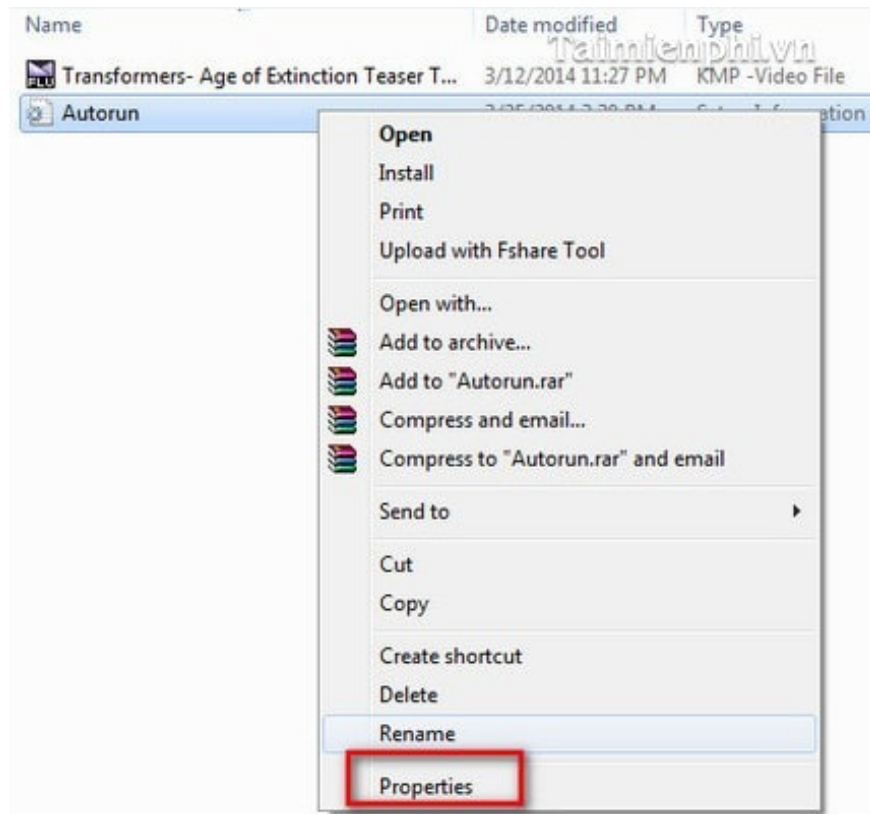 Name Date modified Type
Taimienphi.vn
Transformers- Age of Extinction Teaser T... 3/12/2014 11:27 PM KMP -Video File
Autorun
Open
Install
Print
Upload with Fshare Tool
Open with...
Add to archive...
Add to "Autorun.rar"
Compress and email...
Compress to "Autorun.rar" and email
Send to
Cut
Copy
Create shortcut
Delete
Rename
Properties